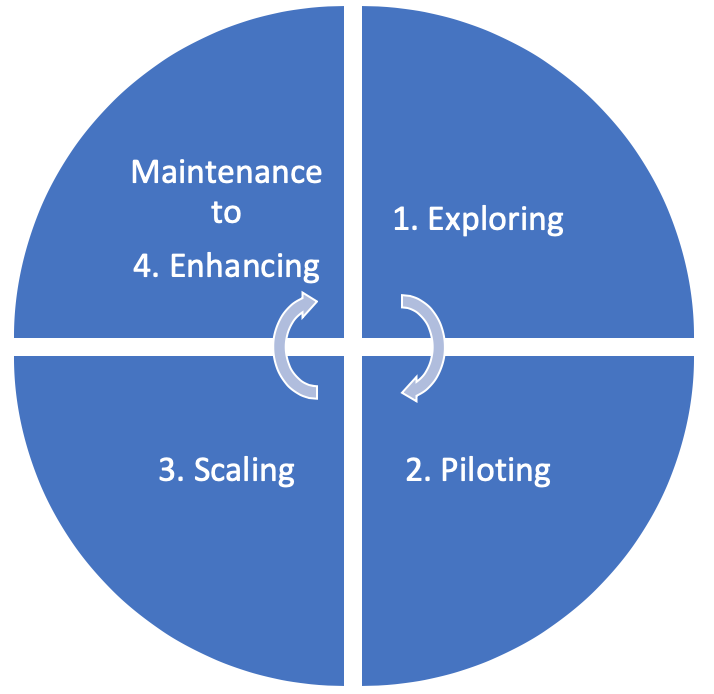 Maintenance
to
4. Enhancing
1. Exploring
3. Scaling
2. Piloting